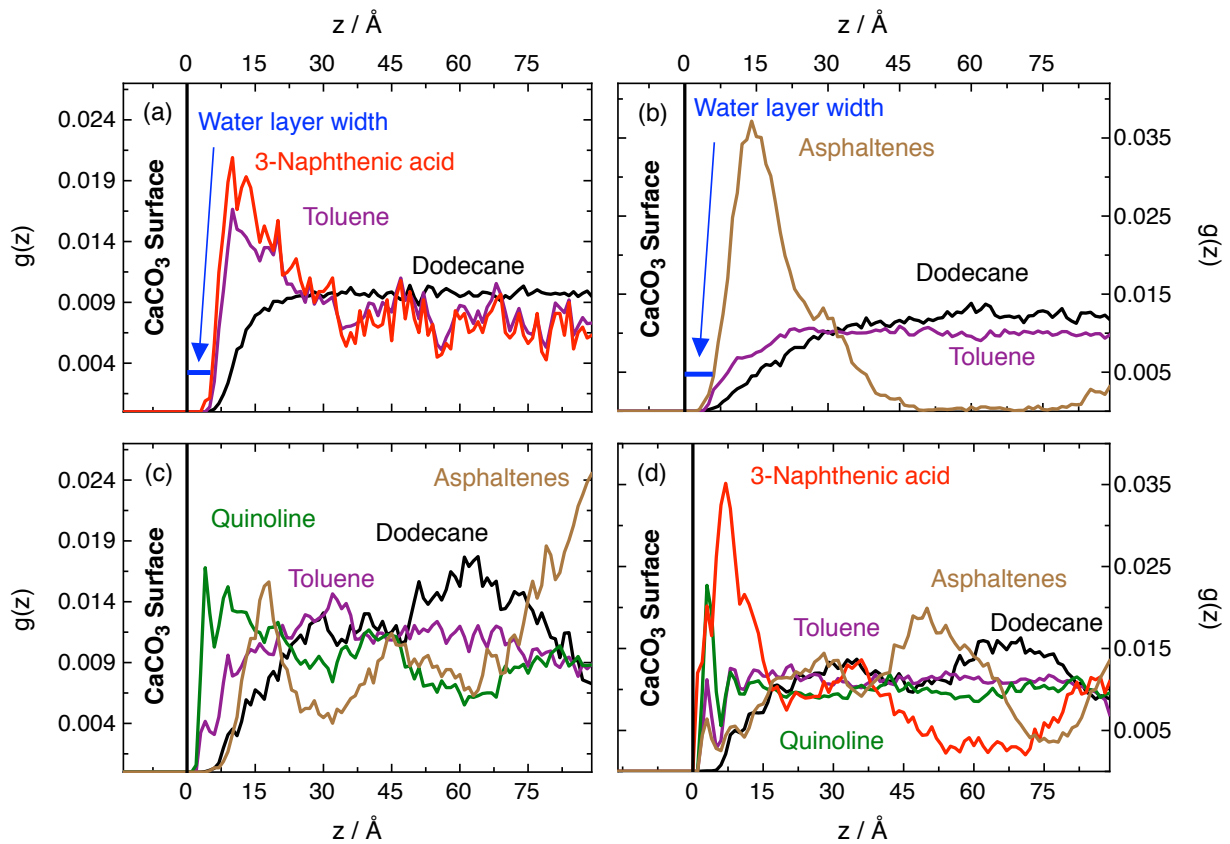 z / Å
z / Å
0 15 30 45 60 75
0 15 30 45 60 75
(a)
Water layer width
3-Naphthenic acid
Toluene
Dodecane
CaCO₃ Surface
g(z)
0.024
0.019
0.014
0.009
0.004
(b)
Water layer width
Asphaltenes
Dodecane
Toluene
CaCO₃ Surface
g(z)
0.035
0.025
0.015
0.005
(c)
Asphaltenes
Quinoline
Dodecane
Toluene
CaCO₃ Surface
g(z)
0.024
0.019
0.014
0.009
0.004
(d)
3-Naphthenic acid
Asphaltenes
Toluene
Dodecane
Quinoline
CaCO₃ Surface
g(z)
0.035
0.025
0.015
0.005
0 15 30 45 60 75
0 15 30 45 60 75
z / Å
z / Å